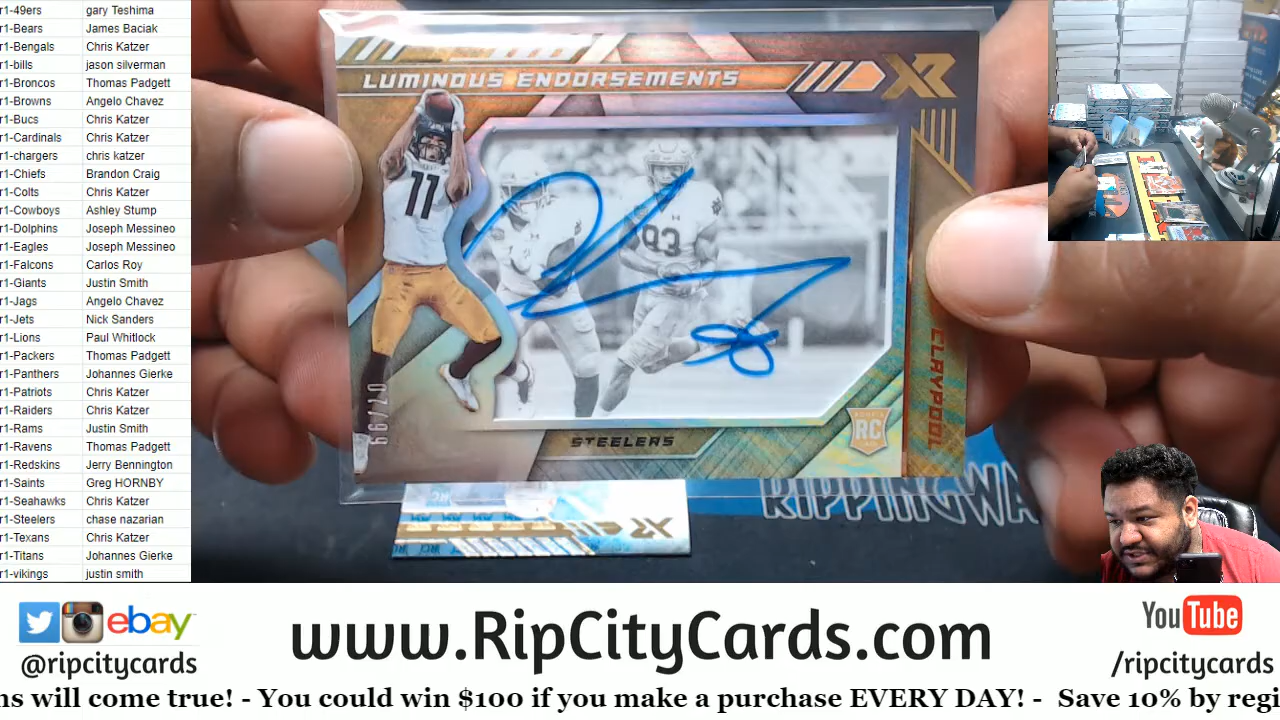 r1-49ers gary Teshima
r1-Bears James Baciak
r1-Bengals Chris Katzer
r1-bills jason silverman
r1-Broncos Thomas Padgett
r1-Browns Angelo Chavez
r1-Bucs Chris Katzer
r1-Cardinals Chris Katzer
r1-chargers chris katzer
r1-Chiefs Brandon Craig
r1-Colts Chris Katzer
r1-Cowboys Ashley Stump
r1-Dolphins Joseph Messineo
r1-Eagles Joseph Messineo
r1-Falcons Carlos Roy
r1-Giants Justin Smith
r1-Jags Angelo Chavez
r1-Jets Nick Sanders
r1-Lions Paul Whitlock
r1-Packers Thomas Padgett
r1-Panthers Johannes Gierke
r1-Patriots Chris Katzer
r1-Raiders Chris Katzer
r1-Rams Justin Smith
r1-Ravens Thomas Padgett
r1-Redskins Jerry Bennington
r1-Saints Greg HORNBY
r1-Seahawks Chris Katzer
r1-Steelers chase nazarian
r1-Texans Chris Katzer
r1-Titans Johannes Gierke
r1-vikings justin smith
LUMINOUS ENDORSEMENTS XR
11
93
07/99
CLAYPOOL
STEELERS
RC
XR
RIPPINGWA
ebay
@ripcitycards
www.RipCityCards.com
YouTube
/ripcitycards
ns will come true! - You could win $100 if you make a purchase EVERY DAY! - Save 10% by regi